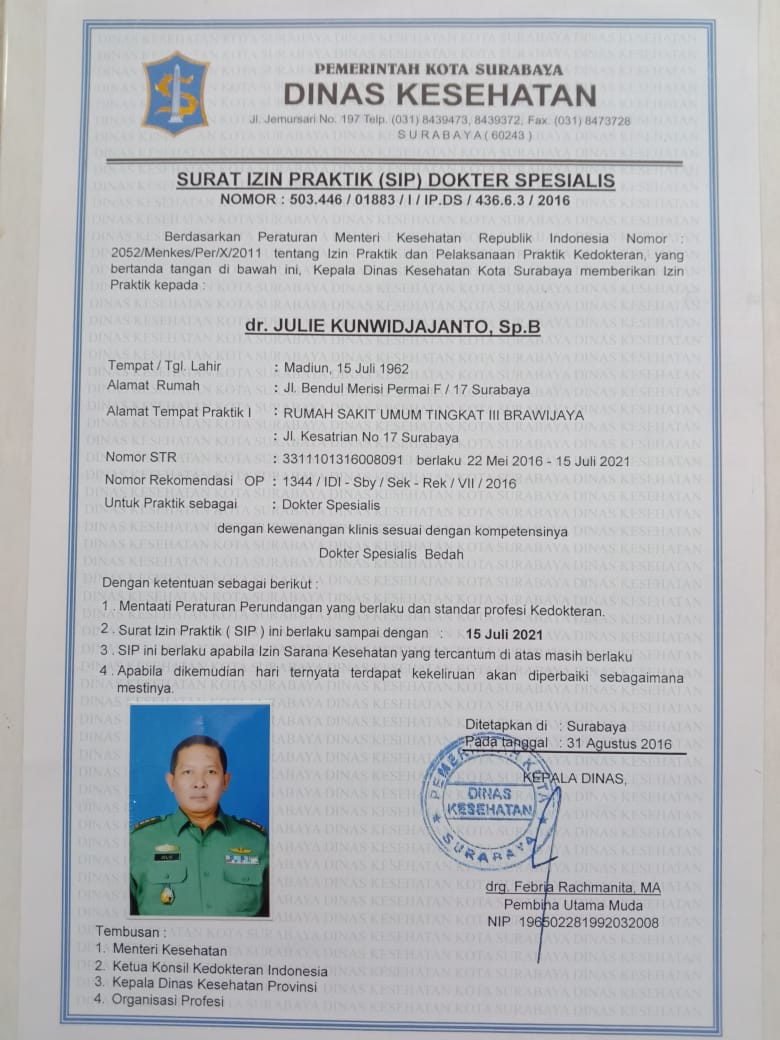 PEMERINTAH KOTA SURABAYA
DINAS KESEHATAN
Jl. Jemursari No. 197 Telp. (031) 8439473, 8439372, Fax. (031) 8473728
SURABAYA ( 60243 )
SURAT IZIN PRAKTIK (SIP) DOKTER SPESIALIS
NOMOR : 503.446 / 01883 / I / IP.DS / 436.6.3 / 2016
Berdasarkan Peraturan Menteri Kesehatan Republik Indonesia Nomor :
2052/Menkes/Per/X/2011 tentang Izin Praktik dan Pelaksanaan Praktik Kedokteran, yang
bertanda tangan di bawah ini, Kepala Dinas Kesehatan Kota Surabaya memberikan Izin
Praktik kepada :
dr. JULIE KUNWIDJAJANTO, Sp.B
Tempat / Tgl. Lahir : Madiun, 15 Juli 1962
Alamat Rumah : Jl. Bendul Merisi Permai F / 17 Surabaya
Alamat Tempat Praktik I : RUMAH SAKIT UMUM TINGKAT III BRAWIJAYA
: Jl. Kesatrian No 17 Surabaya
Nomor STR : 3311101316008091 berlaku 22 Mei 2016 - 15 Juli 2021
Nomor Rekomendasi OP : 1344 / IDI - Sby / Sek - Rek / VII / 2016
Untuk Praktik sebagai : Dokter Spesialis
dengan kewenangan klinis sesuai dengan kompetensinya
Dokter Spesialis Bedah
Dengan ketentuan sebagai berikut :
1 . Mentaati Peraturan Perundangan yang berlaku dan standar profesi Kedokteran.
2 . Surat Izin Praktik ( SIP ) ini berlaku sampai dengan : 15 Juli 2021
3 . SIP ini berlaku apabila Izin Sarana Kesehatan yang tercantum di atas masih berlaku
4 . Apabila dikemudian hari ternyata terdapat kekeliruan akan diperbaiki sebagaimana
mestinya.
Ditetapkan di : Surabaya
Pada tanggal : 31 Agustus 2016
KEPALA DINAS,
PEMERINTAH KOTA
DINAS
KESEHATAN
SURABAYA
drg. Febria Rachmanita, MA
Pembina Utama Muda
NIP 196502281992032008
JULIE
Tembusan :
1. Menteri Kesehatan
2. Ketua Konsil Kedokteran Indonesia
3. Kepala Dinas Kesehatan Provinsi
4. Organisasi Profesi